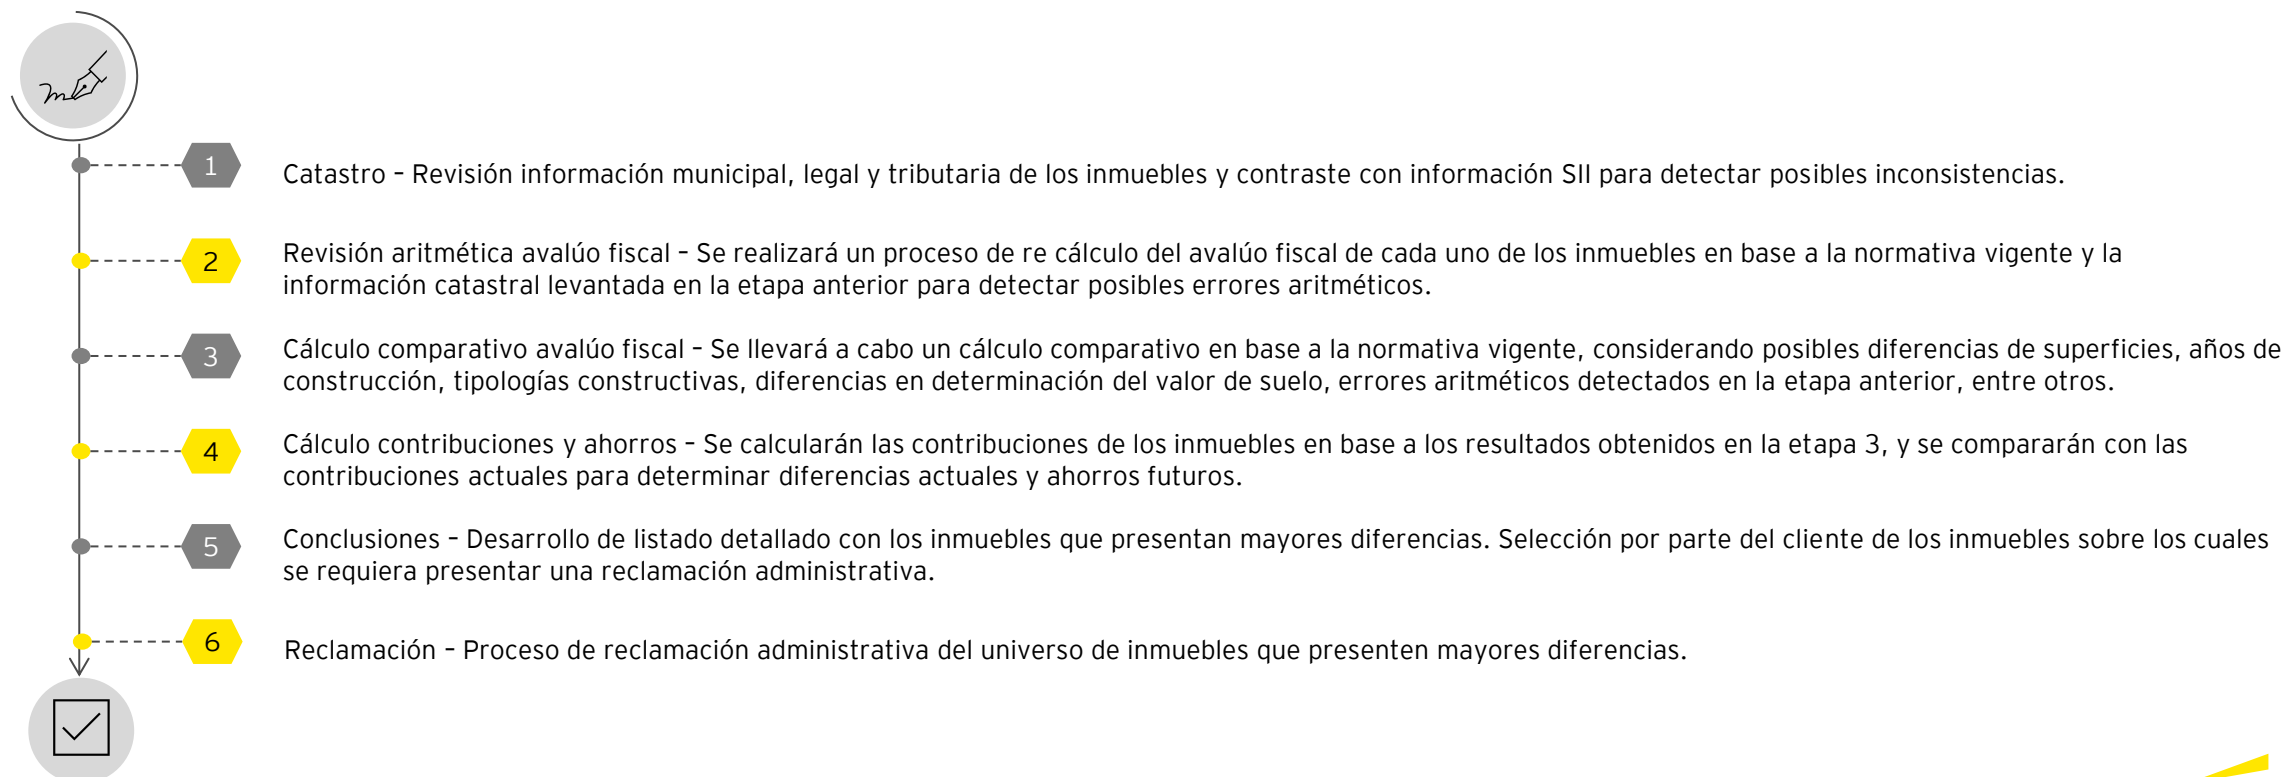 1
Catastro – Revisión información municipal, legal y tributaria de los inmuebles y contraste con información SII para detectar posibles inconsistencias.
2
Revisión aritmética avalúo fiscal – Se realizará un proceso de re cálculo del avalúo fiscal de cada uno de los inmuebles en base a la normativa vigente y la
información catastral levantada en la etapa anterior para detectar posibles errores aritméticos.
3
Cálculo comparativo avalúo fiscal – Se llevará a cabo un cálculo comparativo en base a la normativa vigente, considerando posibles diferencias de superficies, años de
construcción, tipologías constructivas, diferencias en determinación del valor de suelo, errores aritméticos detectados en la etapa anterior, entre otros.
4
Cálculo contribuciones y ahorros – Se calcularán las contribuciones de los inmuebles en base a los resultados obtenidos en la etapa 3, y se compararán con las
contribuciones actuales para determinar diferencias actuales y ahorros futuros.
5
Conclusiones – Desarrollo de listado detallado con los inmuebles que presentan mayores diferencias. Selección por parte del cliente de los inmuebles sobre los cuales
se requiera presentar una reclamación administrativa.
6
Reclamación – Proceso de reclamación administrativa del universo de inmuebles que presenten mayores diferencias.